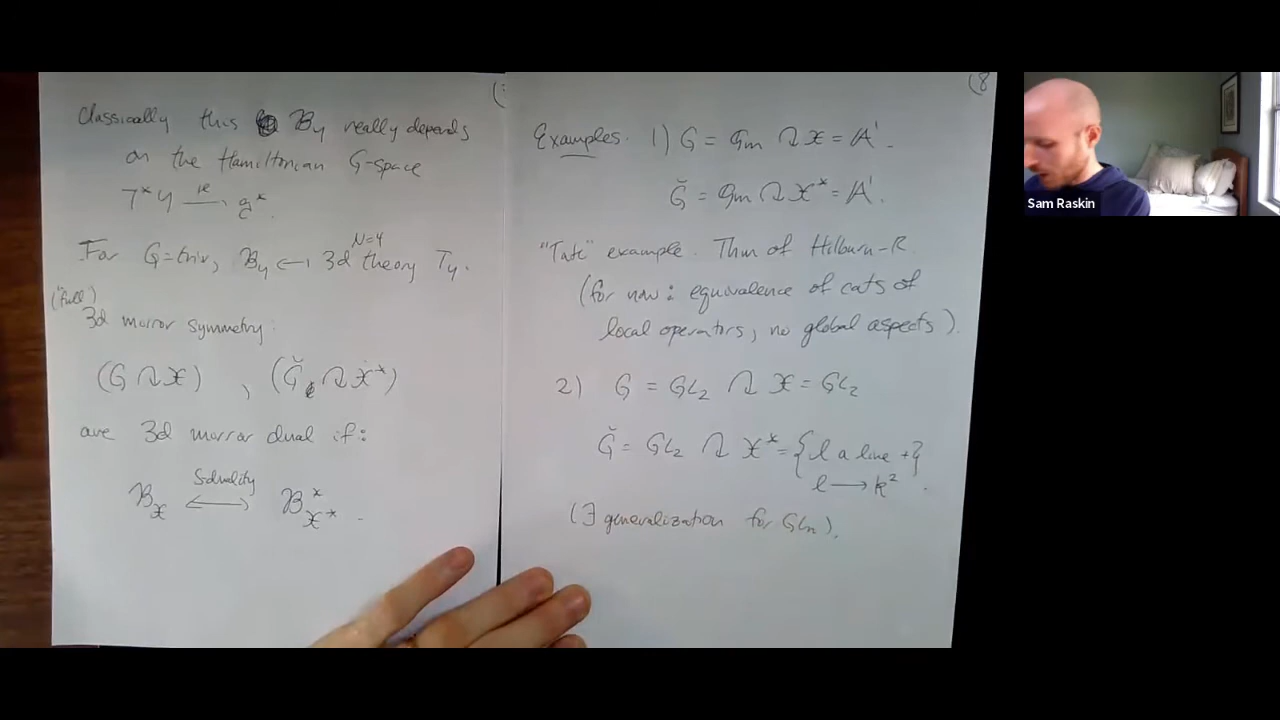 Classically this B_y really depends
on the Hamiltonian G-space
T*Y —μ→ g*.
For G=triv, B_y ↔ 3d N=4 theory T_y.
("full")
3d mirror symmetry:
(G ↷ X) , (Ǧ ↷ X*)
are 3d mirror dual if:
S-duality
B_X ⟷ B*_X* .
(8
Examples. 1) G = Gm ↷ X = A¹.
Ǧ = Gm ↷ X* = A¹.
"Tate" example. Thm of Hilburn-R.
(for now: equivalence of cats of
local operators, no global aspects).
2) G = GL₂ ↷ X = GL₂
Ǧ = GL₂ ↷ X* = {l a line + }
l → k² .
(∃ generalization for GLn).
Sam Raskin